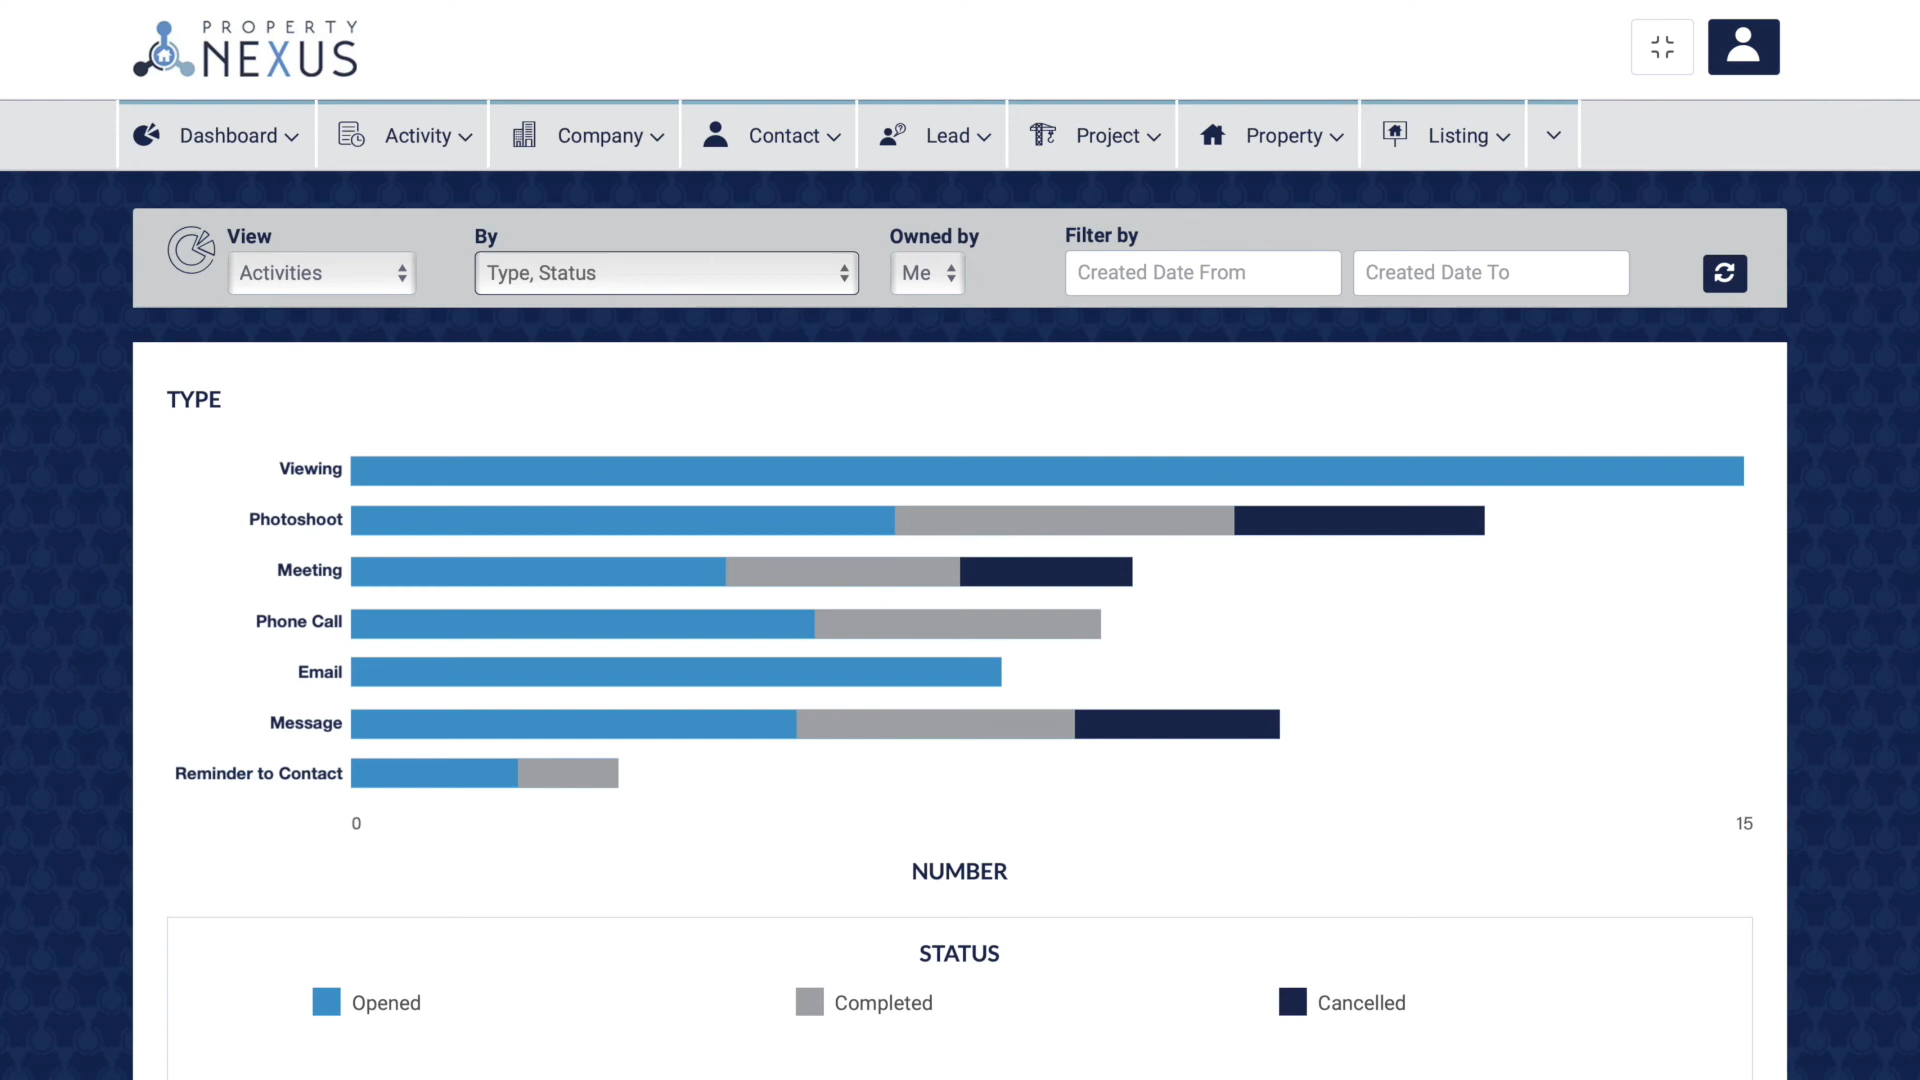 PROPERTY
NEXUS
Dashboard
Activity
Company
Contact
Lead
Project
Property
Listing
View
By
Owned by
Filter by
Activities
Type, Status
Me
Created Date From
Created Date To
TYPE
Viewing
Photoshoot
Meeting
Phone Call
Email
Message
Reminder to Contact
0
15
NUMBER
STATUS
Opened
Completed
Cancelled